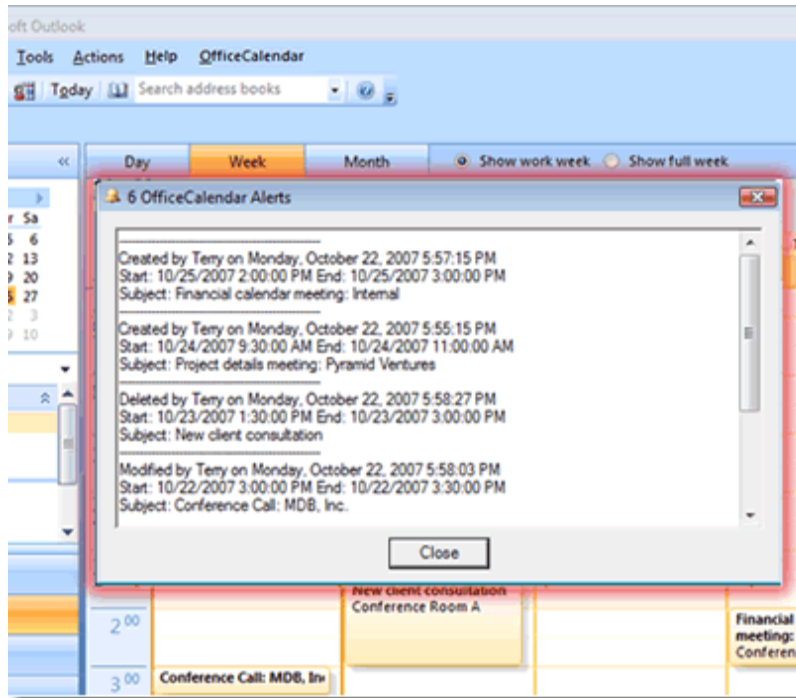 oft Outlook
Tools Actions Help OfficeCalendar
Today Search address books
Day Week Month Show work week Show full week
6 OfficeCalendar Alerts
r Sa
5 6
2 13
9 20
27
2 3
9 10
Created by Terry on Monday, October 22, 2007 5:57:15 PM
Start: 10/25/2007 2:00:00 PM End: 10/25/2007 3:00:00 PM
Subject: Financial calendar meeting: Internal
Created by Terry on Monday, October 22, 2007 5:55:15 PM
Start: 10/24/2007 9:30:00 AM End: 10/24/2007 11:00:00 AM
Subject: Project details meeting: Pyramid Ventures
Deleted by Terry on Monday, October 22, 2007 5:58:27 PM
Start: 10/23/2007 1:30:00 PM End: 10/23/2007 3:00:00 PM
Subject: New client consultation
Modified by Terry on Monday, October 22, 2007 5:58:03 PM
Start: 10/22/2007 3:00:00 PM End: 10/22/2007 3:30:00 PM
Subject: Conference Call: MDB, Inc.
Close
New client consultation
Conference Room A
2 00
Financial
meeting:
Conferen
3 00
Conference Call: MDB, In